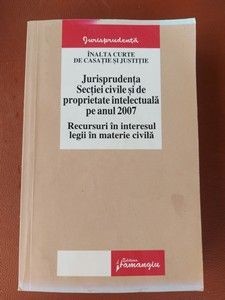 Jurisprudență
ÎNALTA CURTE
DE CASAȚIE ȘI JUSTIȚIE
Jurisprudența
Secției civile și de
proprietate intelectuală
pe anul 2007
Recursuri în interesul
legii în materie civilă
Editura
Hamangiu